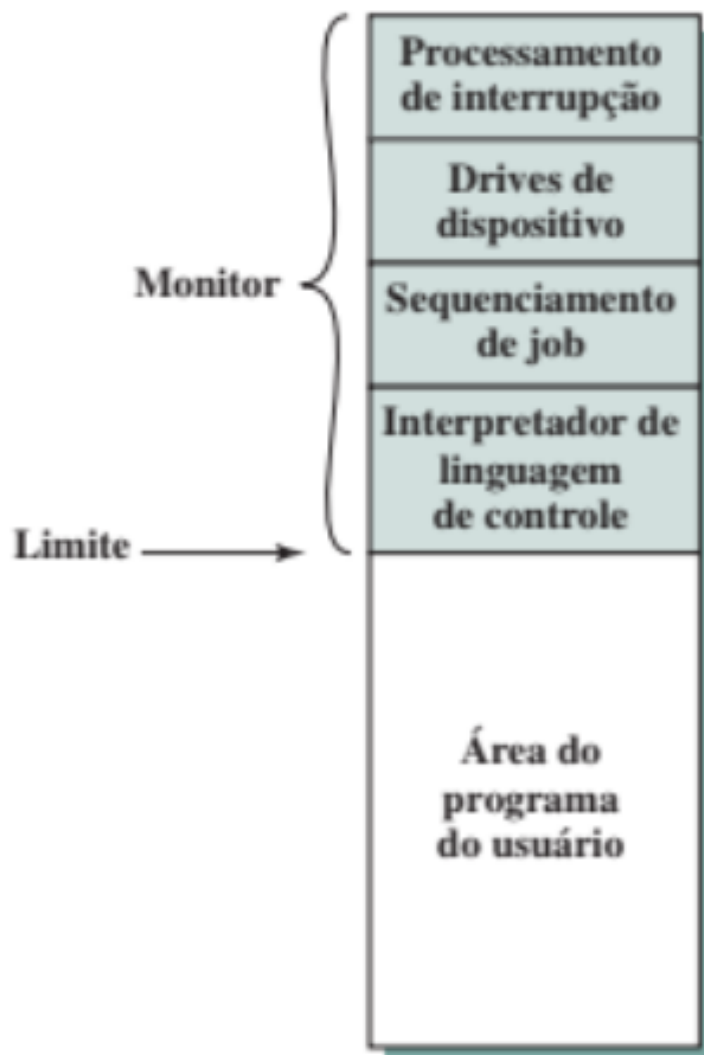 Processamento
de interrupção
Drives de
dispositivo
Monitor
Sequenciamento
de job
Interpretador de
linguagem
de controle
Limite
Área do
programa
do usuário